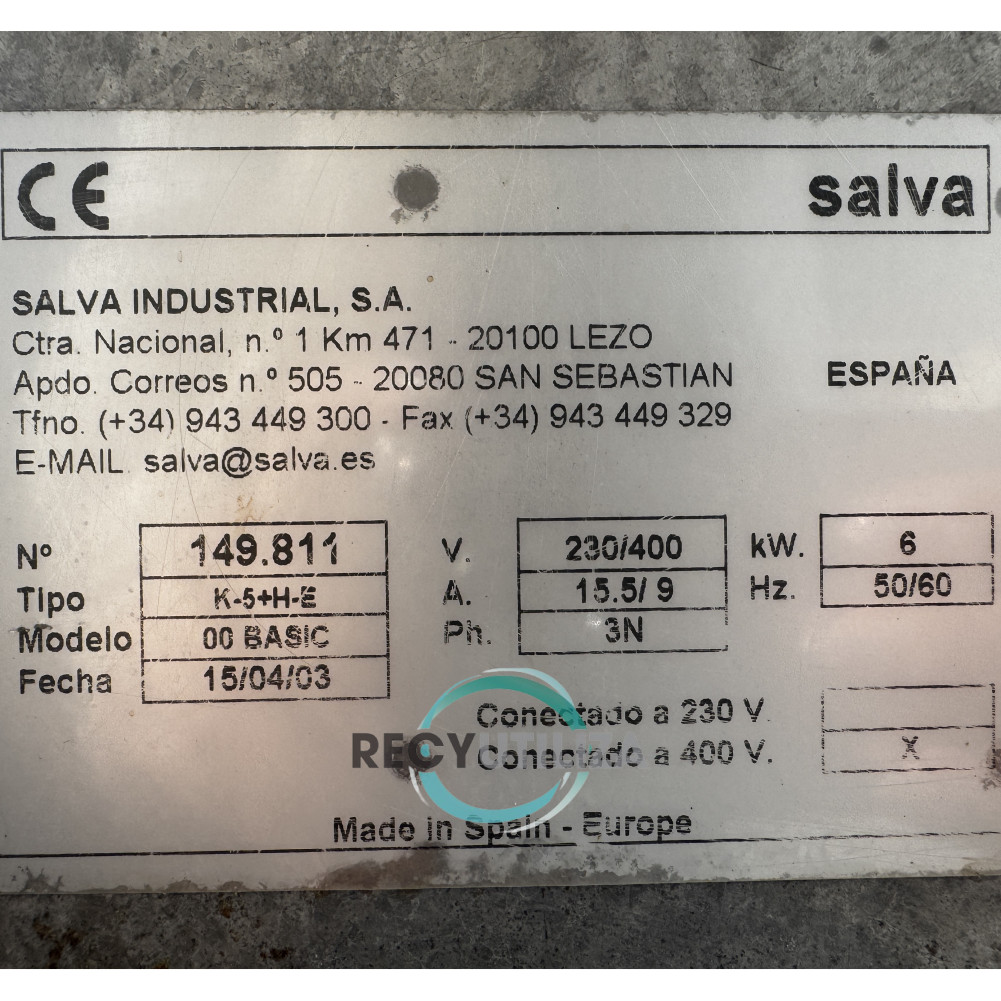 CE salva
SALVA INDUSTRIAL, S.A.
Ctra. Nacional, n.º 1 Km 471 - 20100 LEZO
Apdo. Correos n.º 505 - 20080 SAN SEBASTIAN ESPAÑA
Tfno. (+34) 943 449 300 - Fax (+34) 943 449 329
E-MAIL salva@salva.es
Nº 149.811 V. 230/400 kW. 6
Tipo K-5+H-E A. 15.5/ 9 Hz. 50/60
Modelo 00 BASIC Ph. 3N
Fecha 15/04/03
Conectado a 230 V.
Conectado a 400 V. X
RECY
Made in Spain - Europe